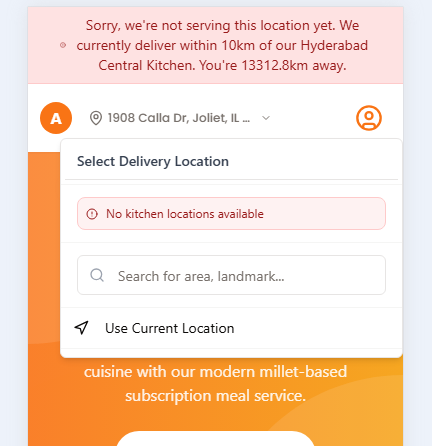 Sorry, we're not serving this location yet. We
currently deliver within 10km of our Hyderabad
Central Kitchen. You're 13312.8km away.
A
1908 Calla Dr, Joliet, IL ...
Select Delivery Location
No kitchen locations available
Search for area, landmark...
Use Current Location
cuisine with our modern millet-based
subscription meal service.